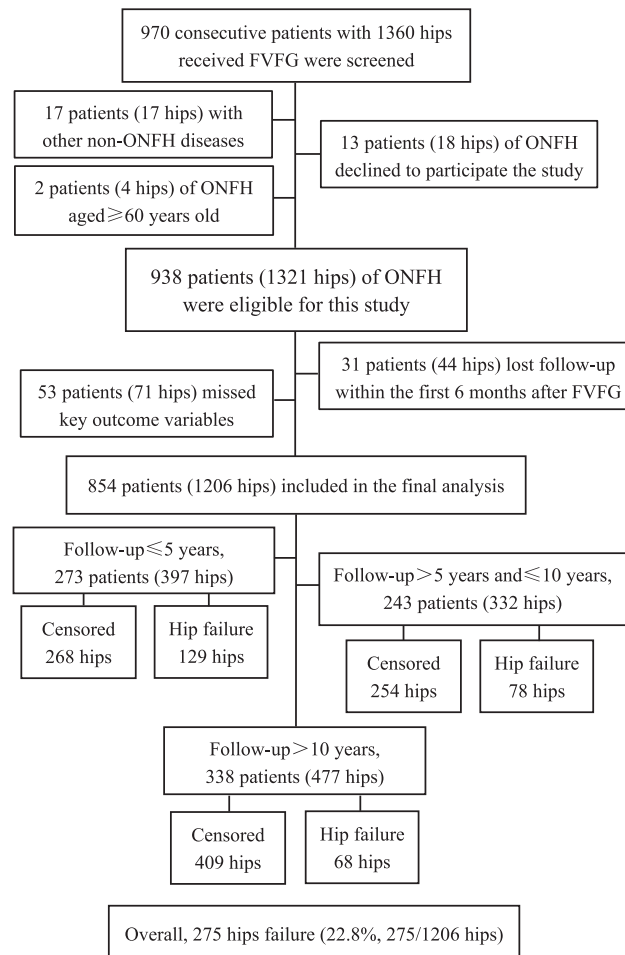 970 consecutive patients with 1360 hips
received FVFG were screened
17 patients (17 hips) with
other non-ONFH diseases
13 patients (18 hips) of ONFH
declined to participate the study
2 patients (4 hips) of ONFH
aged≥60 years old
938 patients (1321 hips) of ONFH
were eligible for this study
31 patients (44 hips) lost follow-up
within the first 6 months after FVFG
53 patients (71 hips) missed
key outcome variables
854 patients (1206 hips) included in the final analysis
Follow-up≤5 years,
273 patients (397 hips)
Censored
268 hips
Hip failure
129 hips
Follow-up>5 years and≤10 years,
243 patients (332 hips)
Censored
254 hips
Hip failure
78 hips
Follow-up>10 years,
338 patients (477 hips)
Censored
409 hips
Hip failure
68 hips
Overall, 275 hips failure (22.8%, 275/1206 hips)